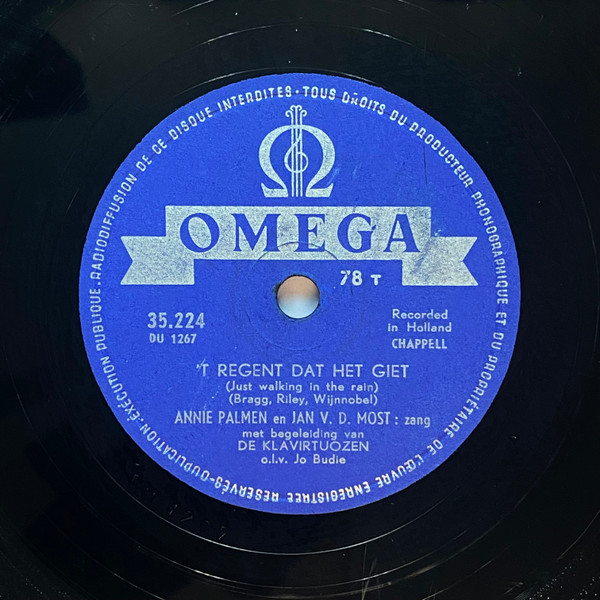 EXÉCUTION PUBLIQUE·RADIODIFFUSION DE CE DISQUE INTERDITES·TOUS DROITS DU PRODUCTEUR PHONOGRAPHIQUE ET DU PROPRIÉTAIRE DE L'ŒUVRE ENREGISTRÉE RÉSERVÉS·DUPLICATION·
OMEGA
78 T
35.224
DU 1267
Recorded
in Holland
CHAPPELL
'T REGENT DAT HET GIET
(Just walking in the rain)
(Bragg, Riley, Wijnnobel)
ANNIE PALMEN en JAN V. D. MOST : zang
met begeleiding van
DE KLAVIRTUOZEN
o.l.v. Jo Budie